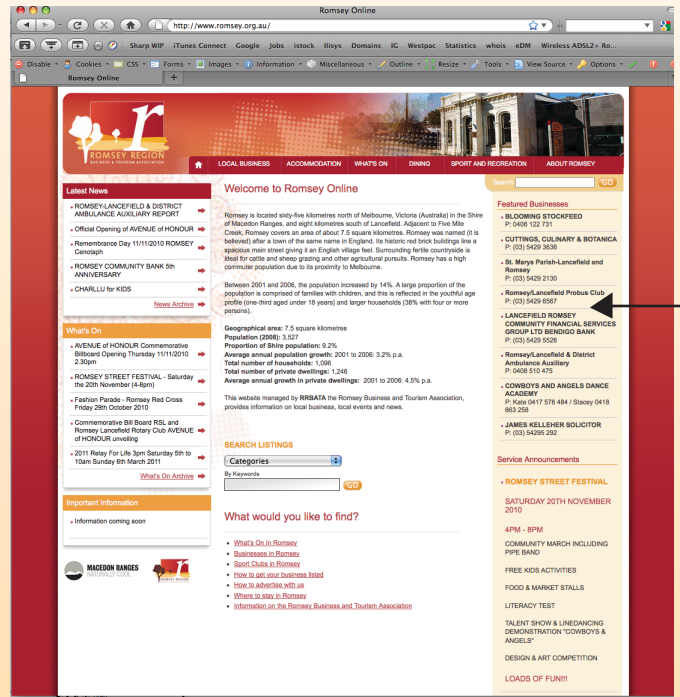 Romsey Online
http://www.romsey.org.au/
Sharp WIP iTunes Connect Google Jobs istock Ilisys Domains IG Westpac Statistics whois eDM Wireless ADSL2+ Ro...
Disable Cookies CSS Forms Images Information Miscellaneous Outline Resize Tools View Source Options
Romsey Online
r
ROMSEY REGION
BUSINESS & TOURISM ASSOCIATION
LOCAL BUSINESS ACCOMMODATION WHAT'S ON DINING SPORT AND RECREATION ABOUT ROMSEY
Latest News
ROMSEY-LANCEFIELD & DISTRICT
AMBULANCE AUXILIARY REPORT
Official Opening of AVENUE of HONOUR
Remembrance Day 11/11/2010 ROMSEY
Cenotaph
ROMSEY COMMUNITY BANK 5th
ANNIVERSARY
CHARLLU for KIDS
News Archive
What's On
AVENUE of HONOUR Commemorative
Billboard Opening Thursday 11/11/2010
2.30pm
ROMSEY STREET FESTIVAL - Saturday
the 20th November (4-8pm)
Fashion Parade - Romsey Red Cross
Friday 29th October 2010
Commemorative Bill Board RSL and
Romsey Lancefield Rotary Club AVENUE
of HONOUR unveiling
2011 Relay For Life 3pm Saturday 5th to
10am Sunday 6th March 2011
What's On Archive
Important Information
Information coming soon
MACEDON RANGES
NATURALLY COOL
ROMSEY REGION
Welcome to Romsey Online
Romsey is located sixty-five kilometres north of Melbourne, Victoria (Australia) in the Shire
of Macedon Ranges, and eight kilometres south of Lancefield. Adjacent to Five Mile
Creek, Romsey covers an area of about 7.5 square kilometres. Romsey was named (it is
believed) after a town of the same name in England. Its historic red brick buildings line a
spacious main street giving it an English village feel. Surrounding fertile countryside is
ideal for cattle and sheep grazing and other agricultural pursuits. Romsey has a high
commuter population due to its proximity to Melbourne.
Between 2001 and 2006, the population increased by 14%. A large proportion of the
population is comprised of families with children, and this is reflected in the youthful age
profile (one-third aged under 18 years) and larger households (38% with four or more
persons).
Geographical area: 7.5 square kilometres
Population (2008): 3,527
Proportion of Shire population: 9.2%
Average annual population growth: 2001 to 2006: 3.2% p.a.
Total number of households: 1,096
Total number of private dwellings: 1,246
Average annual growth in private dwellings: 2001 to 2006: 4.5% p.a.
This website managed by RRBATA the Romsey Business and Tourism Association,
provides information on local business, local events and news.
SEARCH LISTINGS
Categories
By Keywords
GO
What would you like to find?
What's On In Romsey
Businesses in Romsey
Sport Clubs in Romsey
How to get your business listed
How to advertise with us
Where to stay in Romsey
Information on the Romsey Business and Tourism Association
Search GO
Featured Businesses
BLOOMING STOCKFEED
P: 0408 122 731
CUTTINGS, CULINARY & BOTANICA
P: (03) 5429 3636
St. Marys Parish-Lancefield and
Romsey
P: (03) 5429 2130
Romsey/Lancefield Probus Club
P: (03) 5429 6567
LANCEFIELD ROMSEY
COMMUNITY FINANCIAL SERVICES
GROUP LTD BENDIGO BANK
P: (03) 5429 5526
Romsey/Lancefield & District
Ambulance Auxiliary
P: 0408 510 475
COWBOYS AND ANGELS DANCE
ACADEMY
P: Kate 0417 576 484 / Stacey 0418
863 258
JAMES KELLEHER SOLICITOR
P: (03) 54295 292
Service Announcements
ROMSEY STREET FESTIVAL
SATURDAY 20TH NOVEMBER
2010
4PM - 8PM
COMMUNITY MARCH INCLUDING
PIPE BAND
FREE KIDS ACTIVITIES
FOOD & MARKET STALLS
LITERACY TEST
TALENT SHOW & LINEDANCING
DEMONSTRATION "COWBOYS &
ANGELS"
DESIGN & ART COMPETITION
LOADS OF FUN!!!